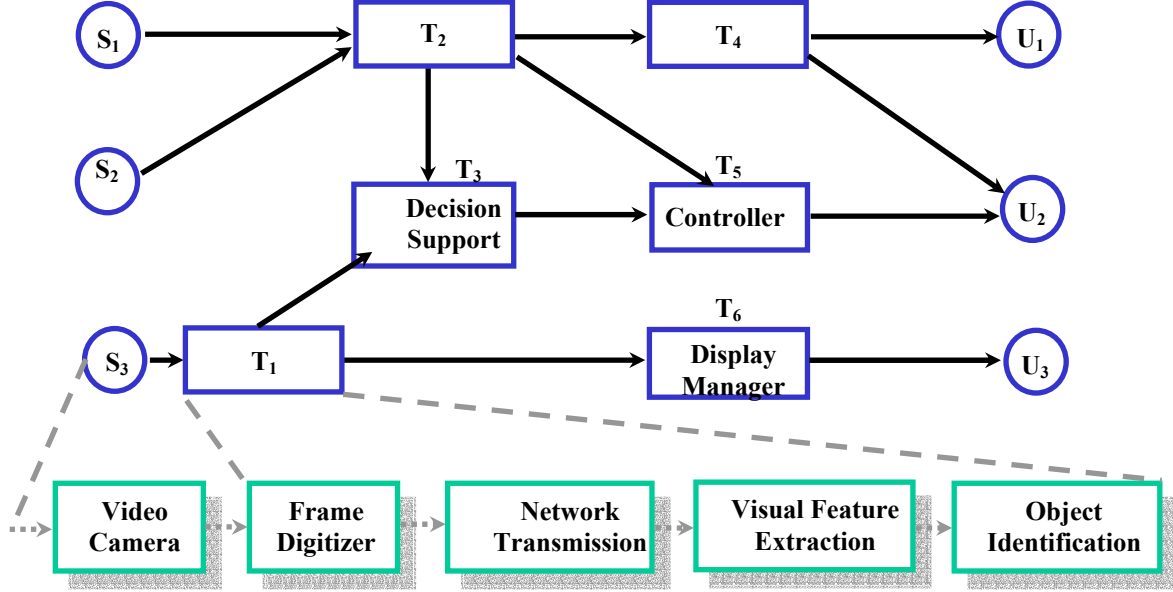 S₁
T₂
T₄
U₁
S₂
T₃
T₅
Decision
Support
Controller
U₂
T₆
S₃
T₁
Display
Manager
U₃
Video
Camera
Frame
Digitizer
Network
Transmission
Visual Feature
Extraction
Object
Identification